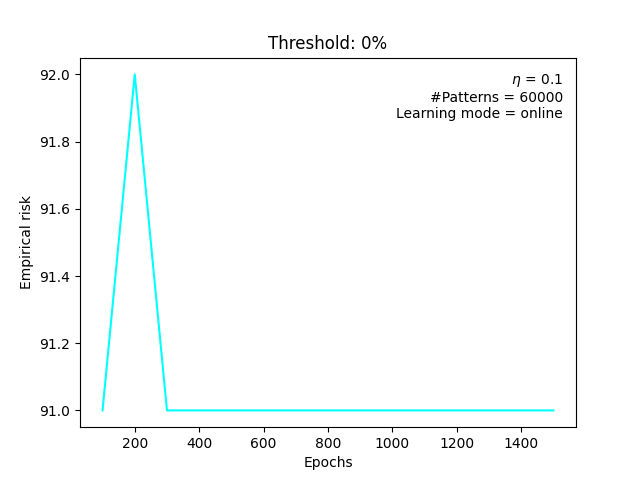 Threshold: 0%
η = 0.1
#Patterns = 60000
Learning mode = online
Empirical risk
92.0
91.8
91.6
91.4
91.2
91.0
200 400 600 800 1000 1200 1400
Epochs